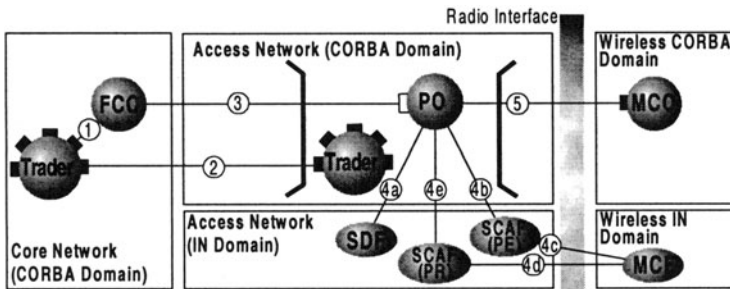 Radio Interface
Access Network (CORBA Domain)
Wireless CORBA
Domain
FCO
3
PO
5
MCO
1
Trader
2
Trader
4a
4e
4b
Access Network
(IN Domain)
SDF
SCAF
(PR)
SCAF
(PE)
4c
4d
Wireless IN
Domain
MCF
Core Network
(CORBA Domain)